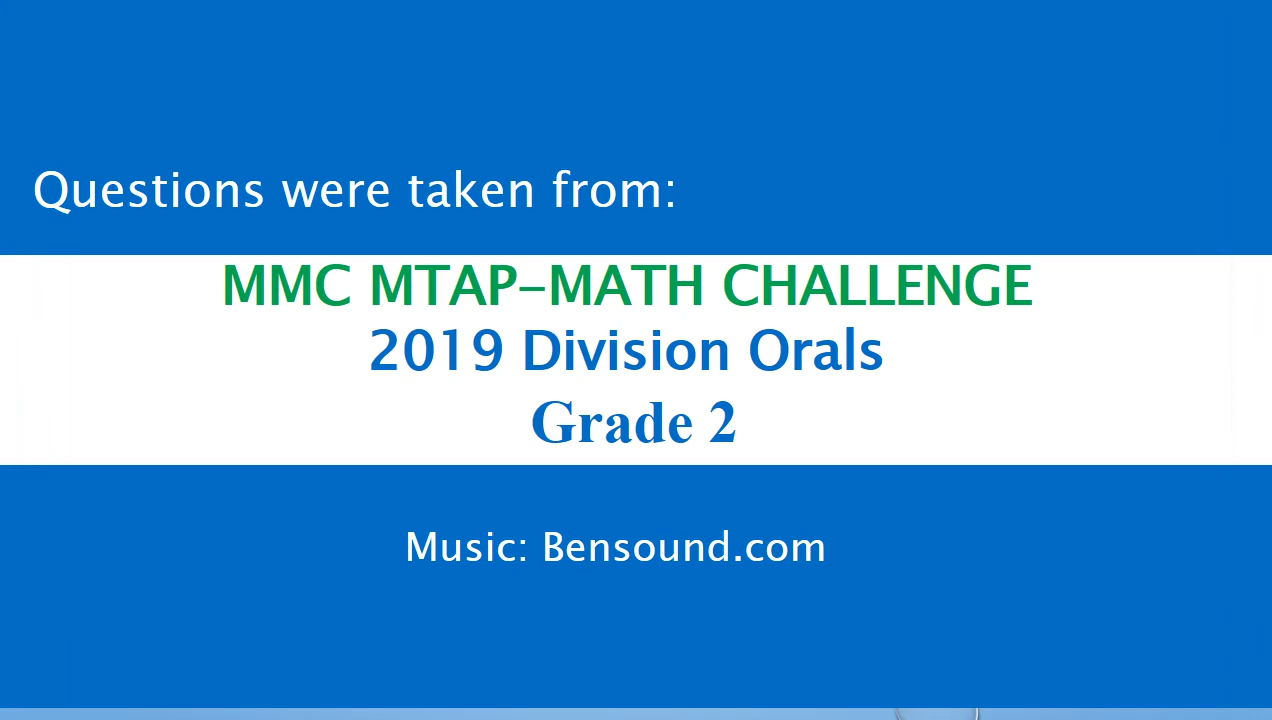 Questions were taken from:
MMC MTAP-MATH CHALLENGE
2019 Division Orals
Grade 2
Music: Bensound.com